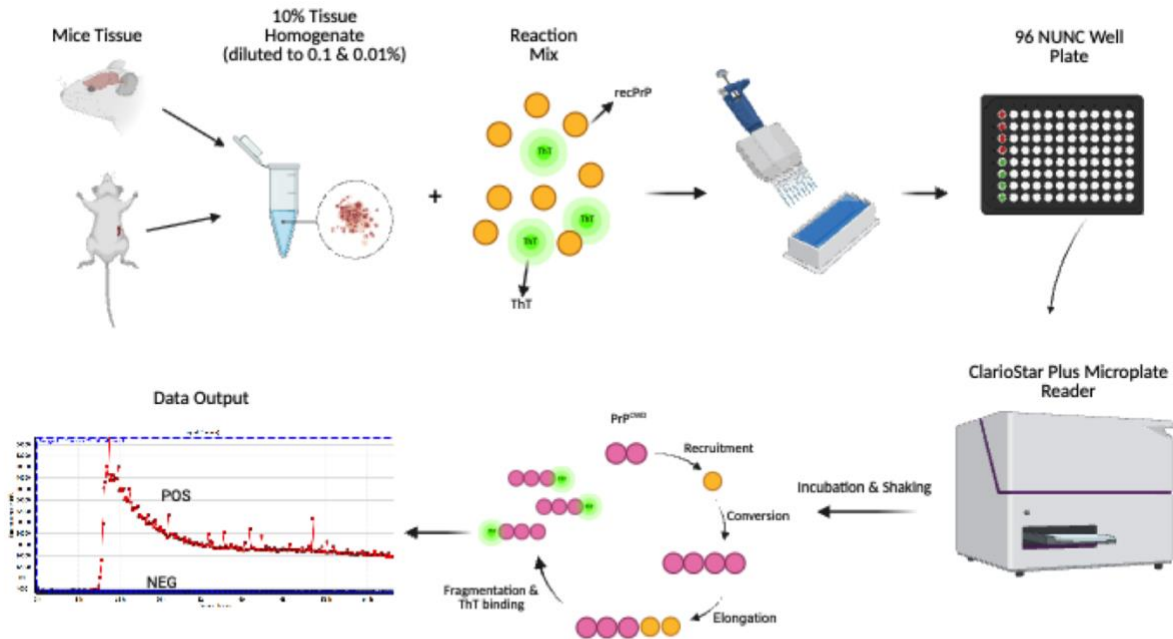 Mice Tissue
10% Tissue
Homogenate
(diluted to 0.1 & 0.01%)
Reaction
Mix
recPrP
ThT
ThT
ThT
ThT
96 NUNC Well
Plate
ClarioStar Plus Microplate
Reader
Incubation & Shaking
PrP^CWD
Recruitment
Conversion
Elongation
Fragmentation &
ThT binding
Data Output
POS
NEG